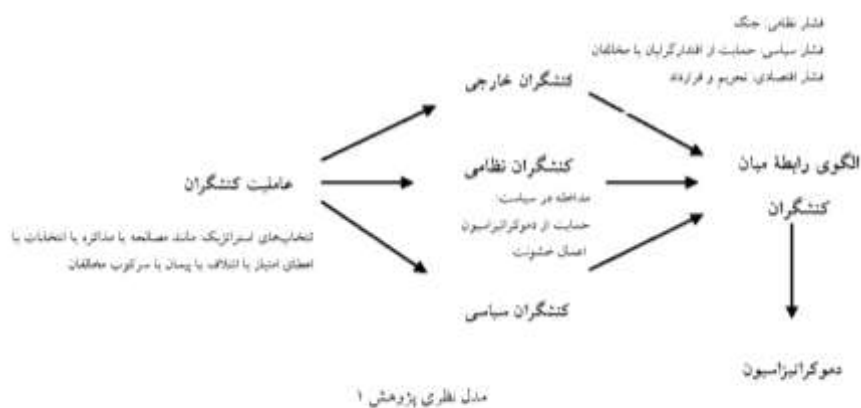 فشار نظامی: جنگ
فشار سیاسی: حمایت از اقتدارگرایان یا مخالفان
فشار اقتصادی: تحریم و قرارداد
کنشگران خارجی
الگوی رابطهٔ میان
کنشگران
کنشگران نظامی
مداخله در سیاست:
حمایت از دموکراتیزاسیون
اعمال خشونت
عاملیت کنشگران
انتخاب‌های استراتژیک: مانند مصالحه یا مذاکره یا انتخابات یا
اعطای امتیاز یا ائتلاف یا پیمان یا سرکوب مخالفان
کنشگران سیاسی
دموکراتیزاسیون
مدل نظری پژوهش ۱